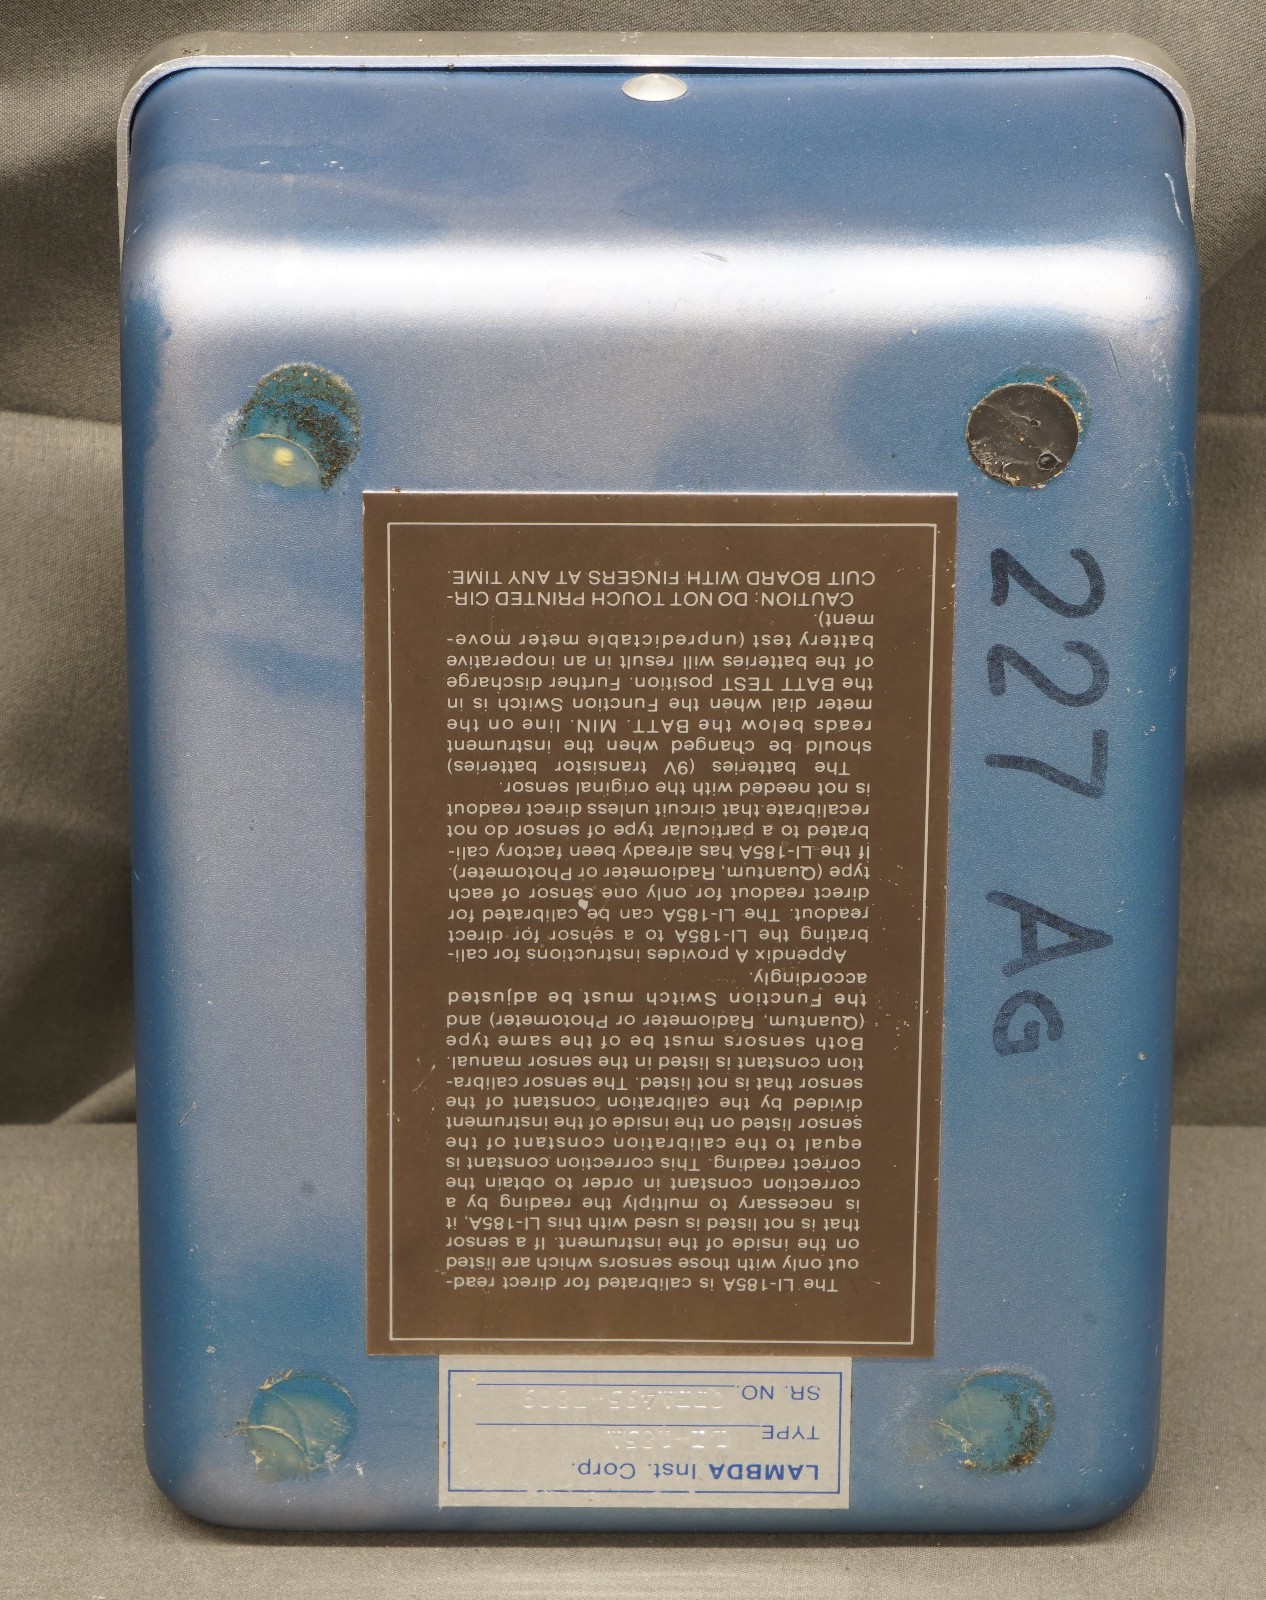 The LI-185A is calibrated for direct read-
out only with those sensors which are listed
on the inside of the instrument. If a sensor
that is not listed is used with this LI-185A, it
is necessary to multiply the reading by a
correction constant in order to obtain the
correct reading. This correction constant is
equal to the calibration constant of the
sensor listed on the inside of the instrument
divided by the calibration constant of the
sensor that is not listed. The sensor calibra-
tion constant is listed in the sensor manual.
Both sensors must be of the same type
(Quantum, Radiometer or Photometer) and
the Function Switch must be adjusted
accordingly.
Appendix A provides instructions for cali-
brating the LI-185A to a sensor for direct
readout. The LI-185A can be calibrated for
direct readout for only one sensor of each
type (Quantum, Radiometer or Photometer).
If the LI-185A has already been factory cali-
brated to a particular type of sensor do not
recalibrate that circuit unless direct readout
is not needed with the original sensor.
The batteries (9V transistor batteries)
should be changed when the instrument
reads below the BATT. MIN. line on the
meter dial when the Function Switch is in
the BATT TEST position. Further discharge
of the batteries will result in an inoperative
battery test (unpredictable meter move-
ment).
CAUTION: DO NOT TOUCH PRINTED CIR-
CUIT BOARD WITH FINGERS AT ANY TIME.
LAMBDA Inst. Corp.
TYPE LI-185A
SR. NO.
227 AG